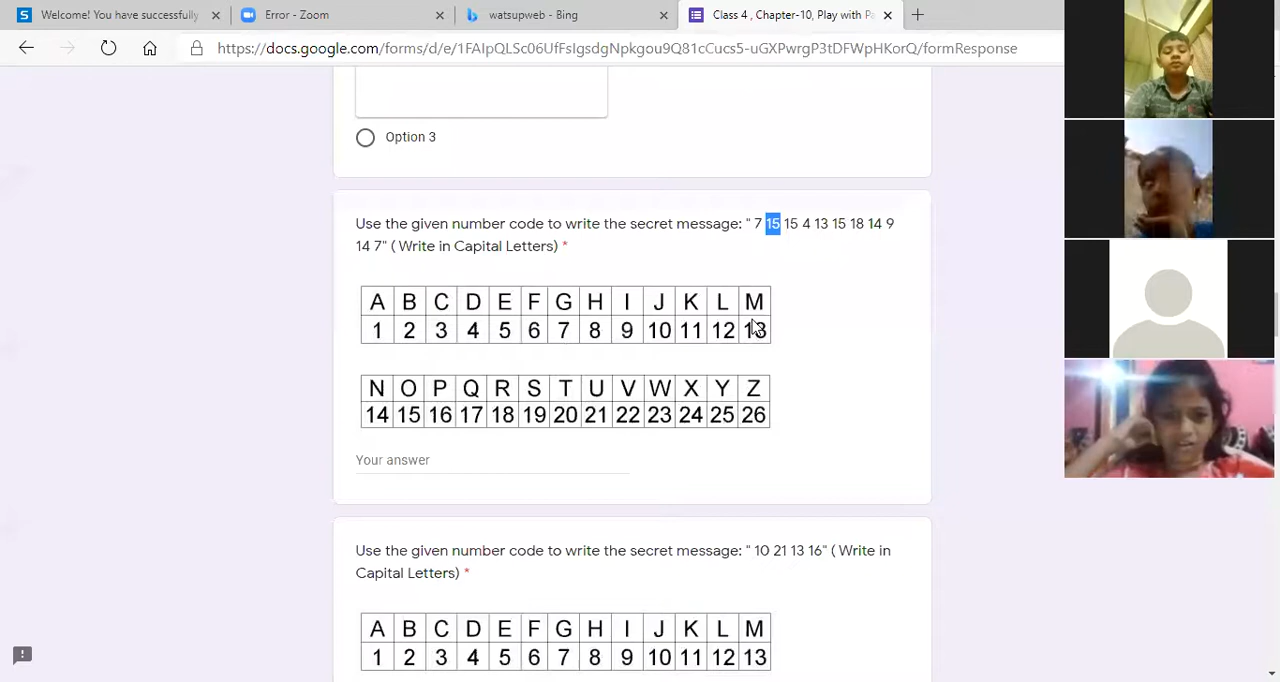 Welcome! You have successfully
Error - Zoom
watsupweb - Bing
Class 4 , Chapter-10, Play with Pa
https://docs.google.com/forms/d/e/1FAIpQLSc06UfFsIgsdgNpkgou9Q81cCucs5-uGXPwrgP3tDFWpHKorQ/formResponse
Option 3
Use the given number code to write the secret message: " 7 15 15 4 13 15 18 14 9
14 7" ( Write in Capital Letters) *
A B C D E F G H I J K L M
1 2 3 4 5 6 7 8 9 10 11 12 13
N O P Q R S T U V W X Y Z
14 15 16 17 18 19 20 21 22 23 24 25 26
Your answer
Use the given number code to write the secret message: " 10 21 13 16" ( Write in
Capital Letters) *
A B C D E F G H I J K L M
1 2 3 4 5 6 7 8 9 10 11 12 13